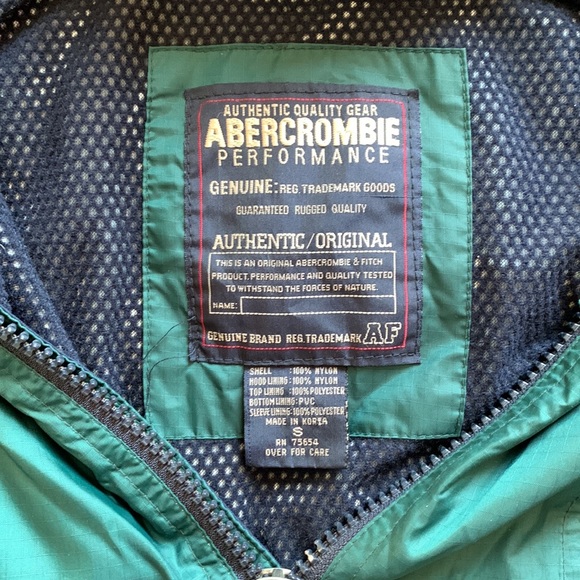 AUTHENTIC QUALITY GEAR
ABERCROMBIE
PERFORMANCE
GENUINE: REG. TRADEMARK GOODS
GUARANTEED RUGGED QUALITY
AUTHENTIC/ORIGINAL
THIS IS AN ORIGINAL ABERCROMBIE & FITCH
PRODUCT. PERFORMANCE AND QUALITY TESTED
TO WITHSTAND THE FORCES OF NATURE.
NAME:
GENUINE BRAND REG. TRADEMARK AF
SHELL :100% NYLON
HOOD LINING :100% NYLON
TOP LINING :100% POLYESTER
BOTTOM LINING : PVC
SLEEVE LINING :100% POLYESTER
MADE IN KOREA
S
RN 75654
OVER FOR CARE